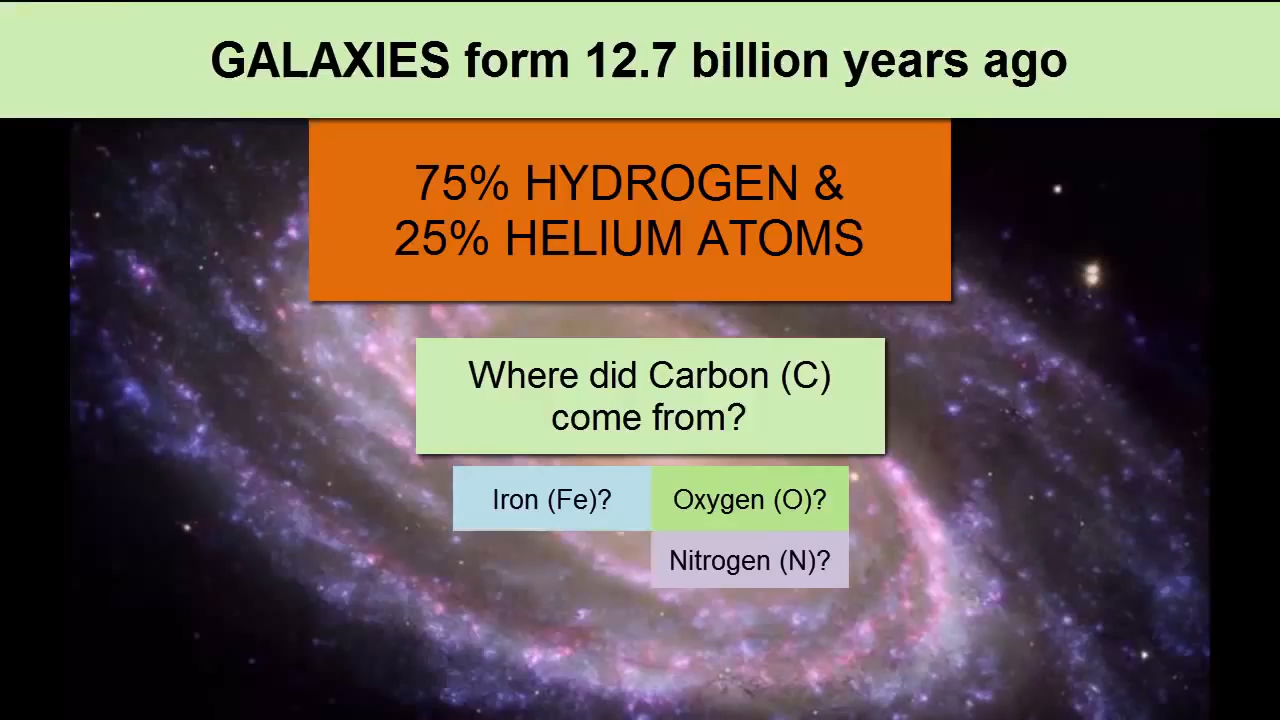 GALAXIES form 12.7 billion years ago
75% HYDROGEN &
25% HELIUM ATOMS
Where did Carbon (C)
come from?
Iron (Fe)?
Oxygen (O)?
Nitrogen (N)?